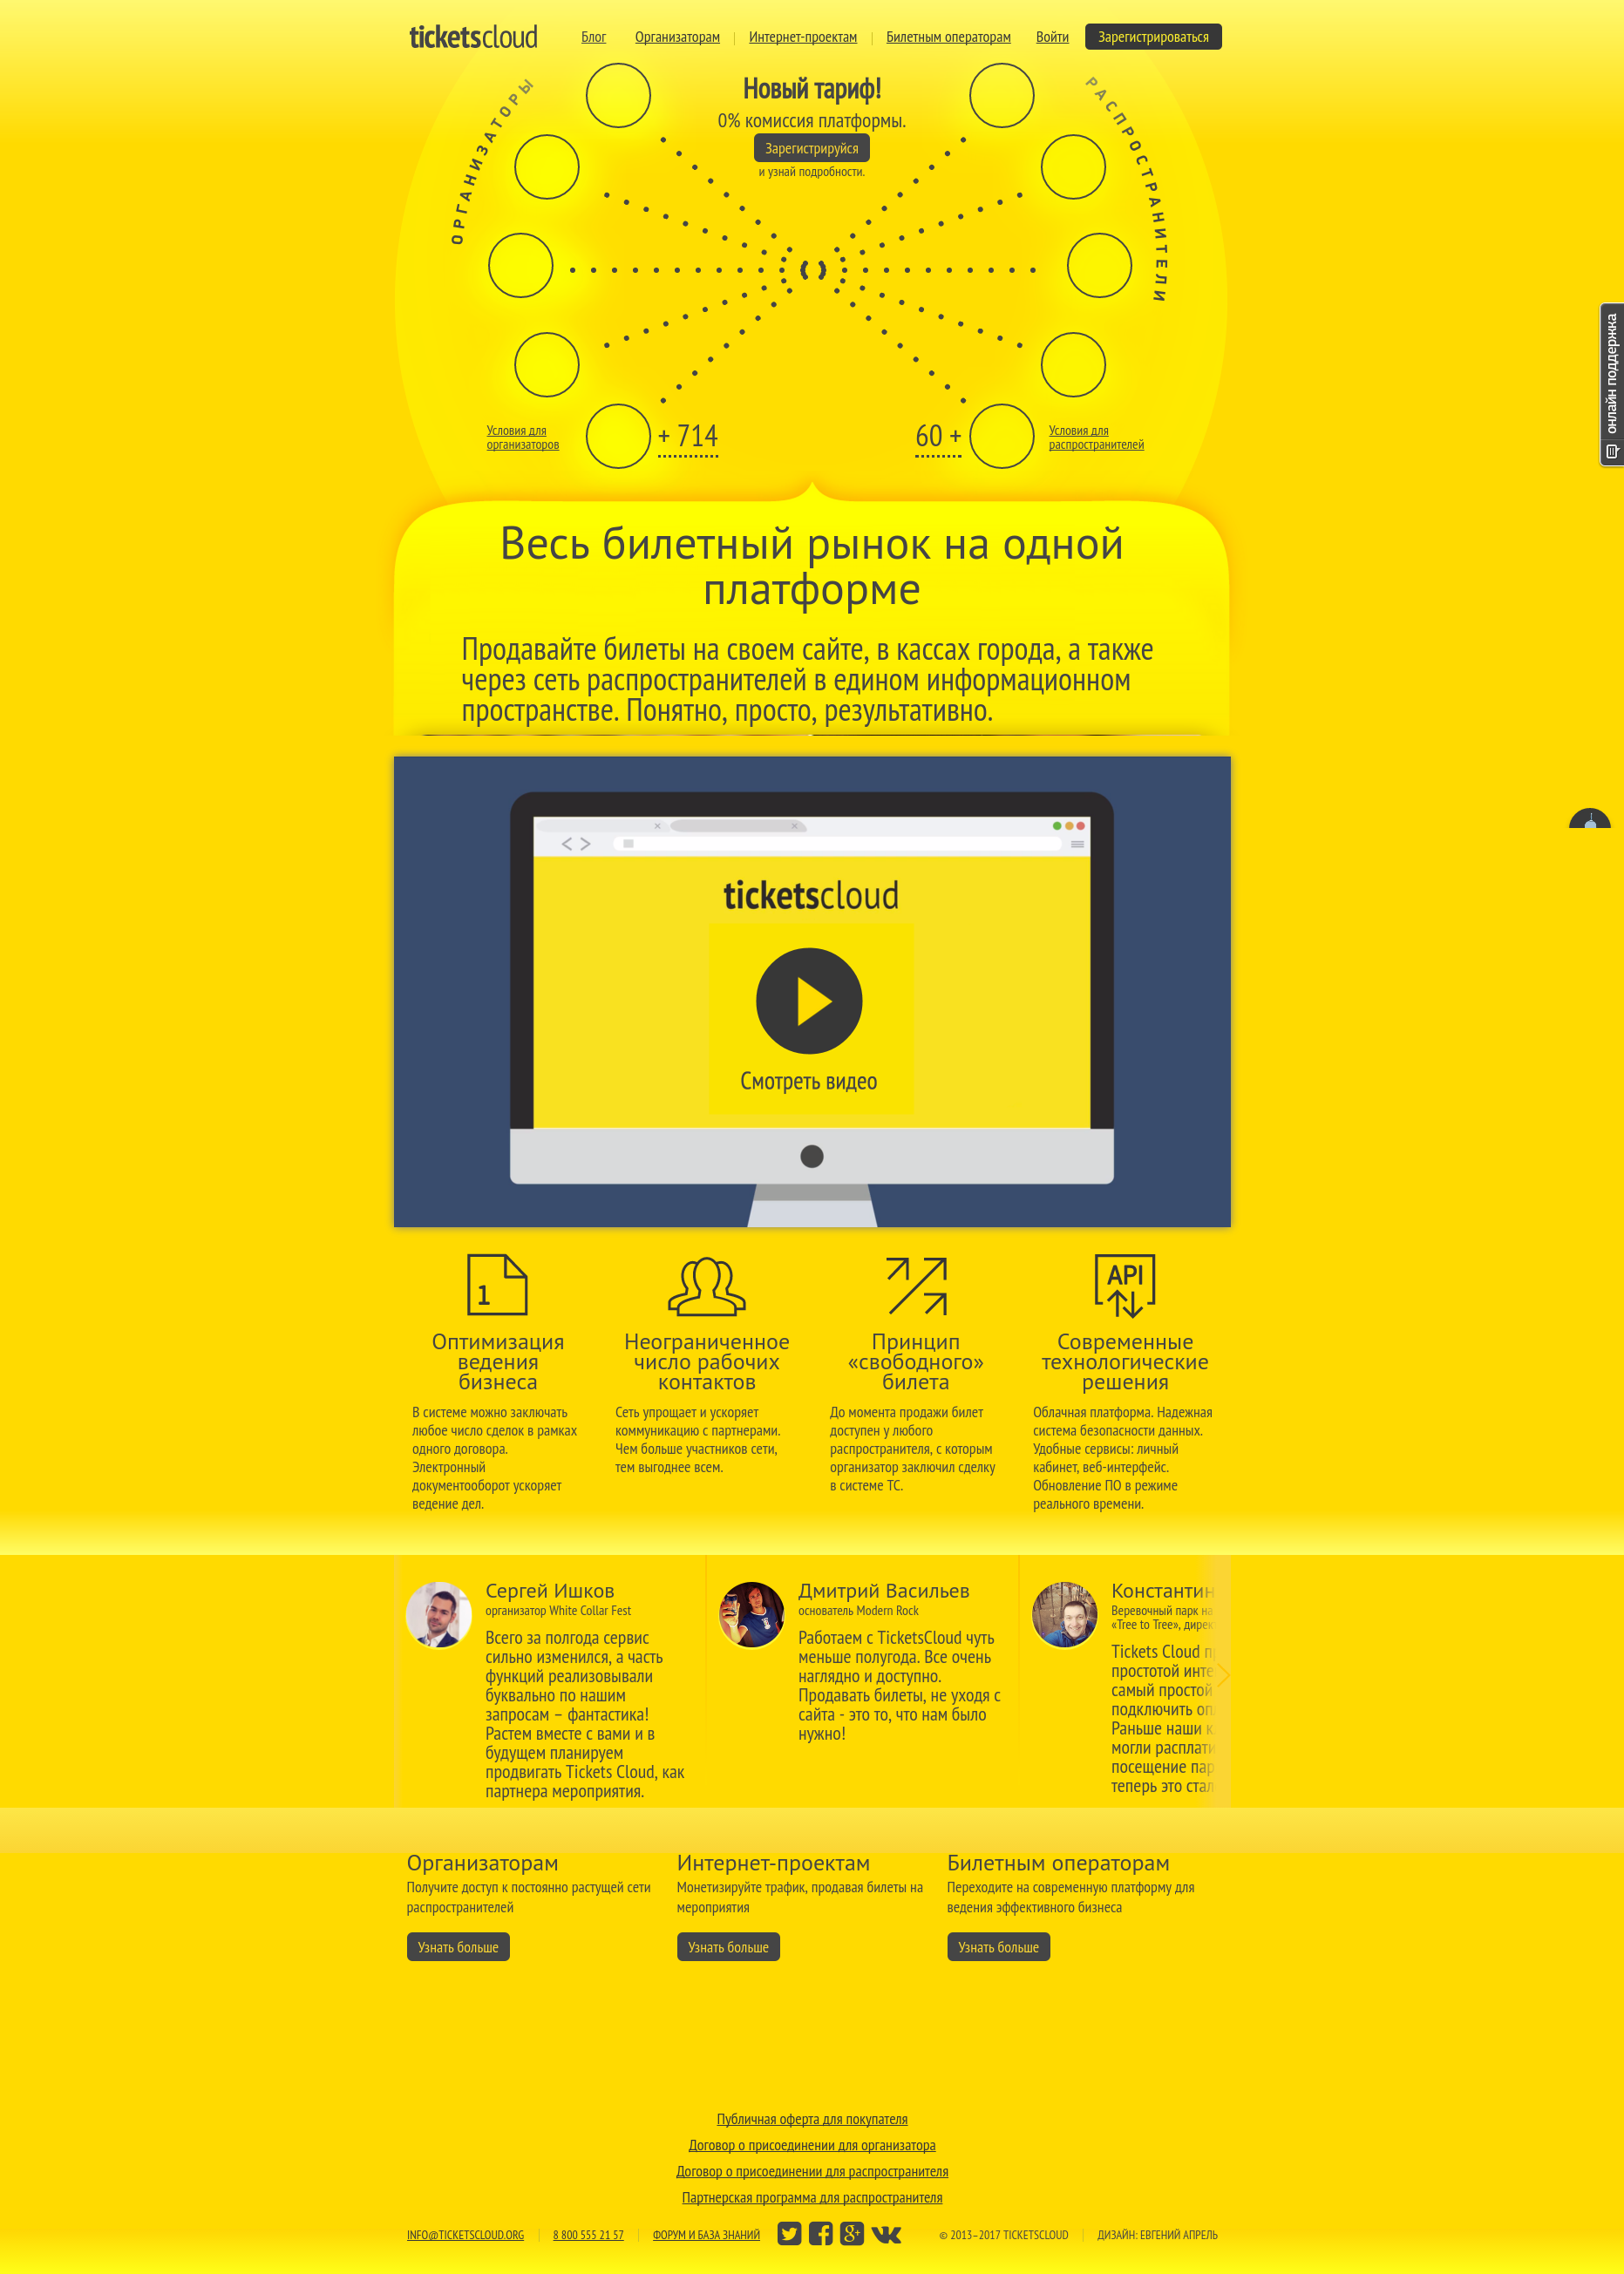 ticketscloud
Блог
Организаторам
Интернет-проектам
Билетным операторам
Войти
Зарегистрироваться
ОРГАНИЗАТОРЫ
РАСПРОСТРАНИТЕЛИ
Новый тариф!
0% комиссия платформы.
Зарегистрируйся
и узнай подробности.
онлайн поддержка
Условия для
организаторов
+ 714
60 +
Условия для
распространителей
Весь билетный рынок на одной
платформе
Продавайте билеты на своем сайте, в кассах города, а также
через сеть распространителей в едином информационном
пространстве. Понятно, просто, результативно.
ticketscloud
Смотреть видео
1
API
Оптимизация
ведения
бизнеса
В системе можно заключать
любое число сделок в рамках
одного договора.
Электронный
документооборот ускоряет
ведение дел.
Неограниченное
число рабочих
контактов
Сеть упрощает и ускоряет
коммуникацию с партнерами.
Чем больше участников сети,
тем выгоднее всем.
Принцип
«свободного»
билета
До момента продажи билет
доступен у любого
распространителя, с которым
организатор заключил сделку
в системе ТС.
Современные
технологические
решения
Облачная платформа. Надежная
система безопасности данных.
Удобные сервисы: личный
кабинет, веб-интерфейс.
Обновление ПО в режиме
реального времени.
Сергей Ишков
организатор White Collar Fest
Всего за полгода сервис
сильно изменился, а часть
функций реализовывали
буквально по нашим
запросам – фантастика!
Растем вместе с вами и в
будущем планируем
продвигать Tickets Cloud, как
партнера мероприятия.
Дмитрий Васильев
основатель Modern Rock
Работаем с TicketsCloud чуть
меньше полугода. Все очень
наглядно и доступно.
Продавать билеты, не уходя с
сайта - это то, что нам было
нужно!
Константин
Веревочный парк на
«Tree to Tree»,
Tickets Cloud
простотой
самый простой
подключить
Раньше наши
могли
посещение
теперь это
Организаторам
Получите доступ к постоянно растущей сети
распространителей
Узнать больше
Интернет-проектам
Монетизируйте трафик, продавая билеты на
мероприятия
Узнать больше
Билетным операторам
Переходите на современную платформу для
ведения эффективного бизнеса
Узнать больше
Публичная оферта для покупателя
Договор о присоединении для организатора
Договор о присоединении для распространителя
Партнерская программа для распространителя
INFO@TICKETSCLOUD.ORG
8 800 555 21 57
ФОРУМ И БАЗА ЗНАНИЙ
© 2013–2017 TICKETSCLOUD
ДИЗАЙН: ЕВГЕНИЙ АПРЕЛЬ